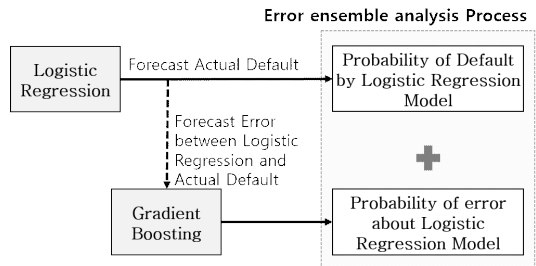 Error ensemble analysis Process
Logistic
Regression
Forecast Actual Default
Probability of Default
by Logistic Regression
Model
Forecast Error
between Logistic
Regression and
Actual Default
Gradient
Boosting
Probability of error
about Logistic
Regression Model